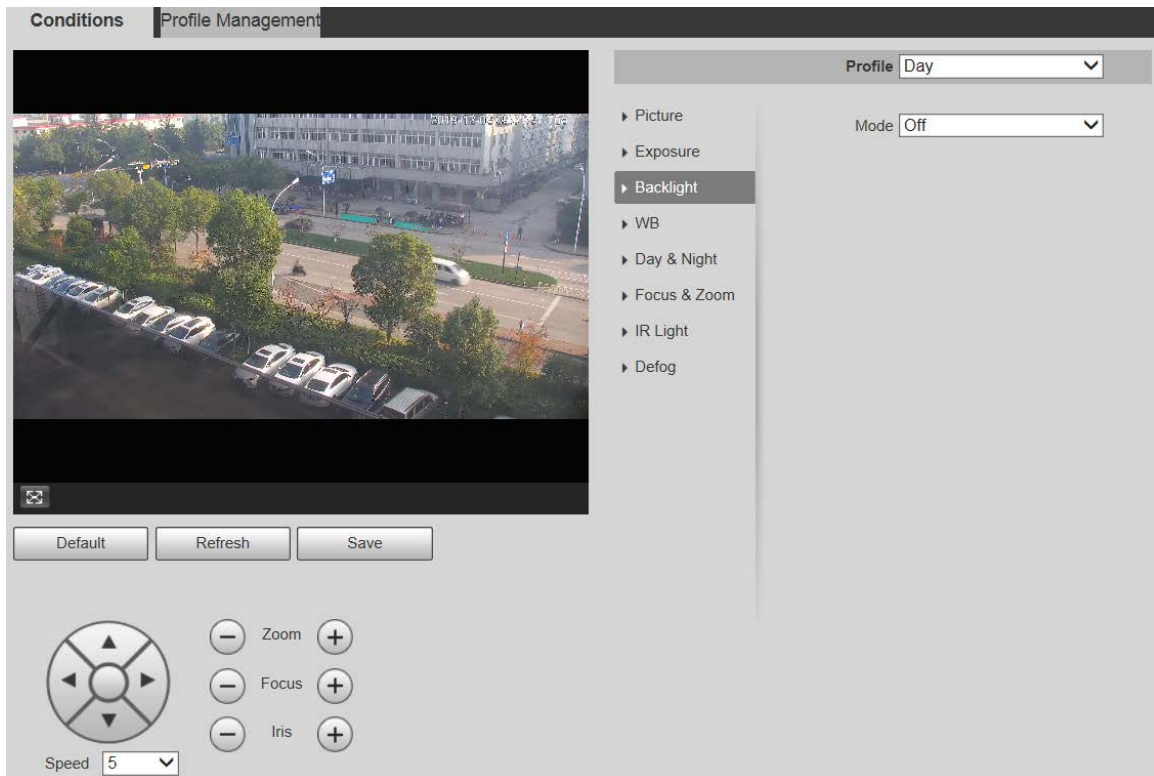 Conditions
Profile Management
Profile Day
Picture
Mode Off
Exposure
Backlight
WB
Day & Night
Focus & Zoom
IR Light
Defog
Default
Refresh
Save
Zoom
Focus
Iris
Speed 5